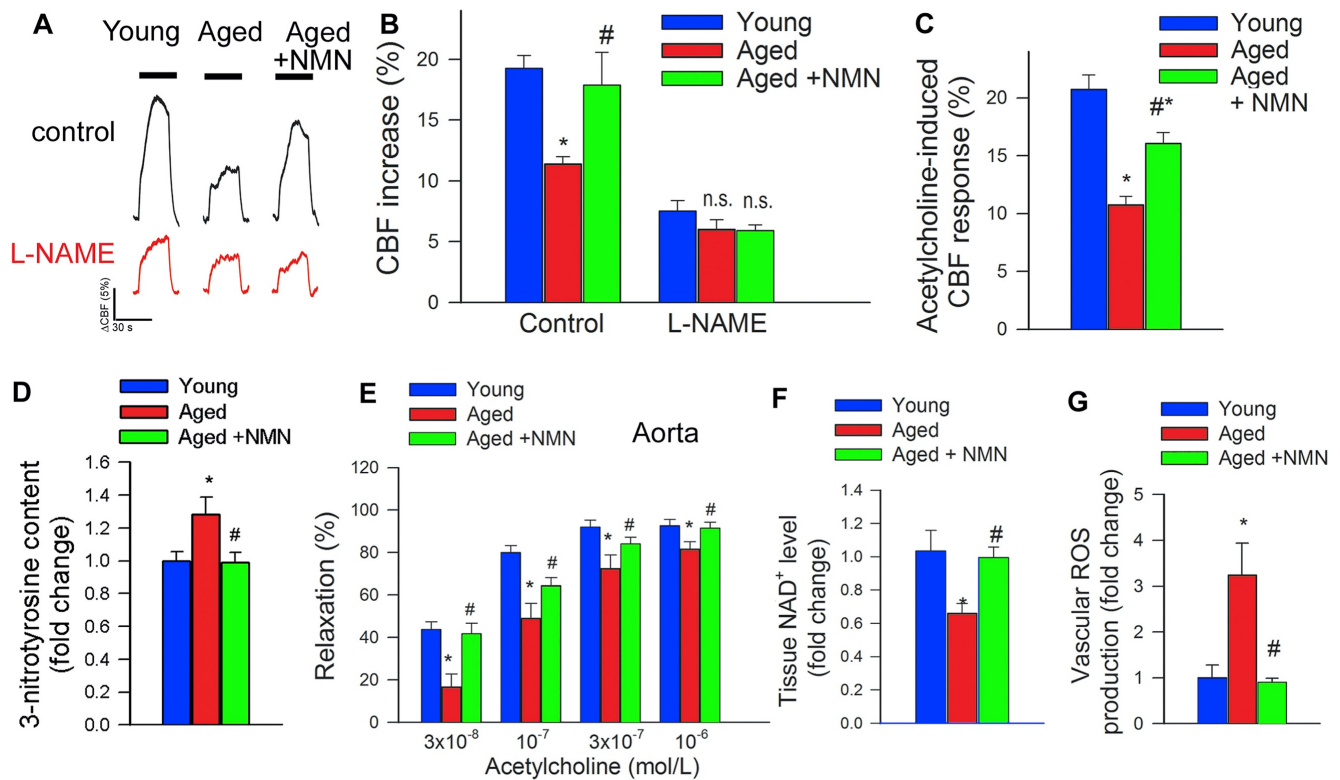 A
Young Aged Aged
+NMN
control
L-NAME
ΔCBF (5%)
30 s
B
Young
Aged
Aged +NMN
CBF increase (%)
20
15
10
5
0
*
#
n.s. n.s.
Control L-NAME
C
Young
Aged
Aged
+ NMN
Acetylcholine-induced
CBF response (%)
20
15
10
5
0
*
#*
D
Young
Aged
Aged +NMN
3-nitrotyrosine content
(fold change)
1.6
1.4
1.2
1.0
0.8
0.6
0.4
0.2
0.0
*
#
E
Young
Aged
Aged +NMN
Aorta
Relaxation (%)
120
100
80
60
40
20
0
* # * # * # * #
3x10⁻⁸ 10⁻⁷ 3x10⁻⁷ 10⁻⁶
Acetylcholine (mol/L)
F
Young
Aged
Aged + NMN
Tissue NAD⁺ level
(fold change)
1.4
1.2
1.0
0.8
0.6
0.4
0.2
0.0
*
#
G
Young
Aged
Aged +NMN
Vascular ROS
production (fold change)
5
4
3
2
1
0
*
#